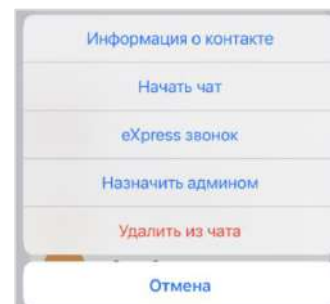 Информация о контакте
Начать чат
eXpress звонок
Назначить админом
Удалить из чата
Отмена